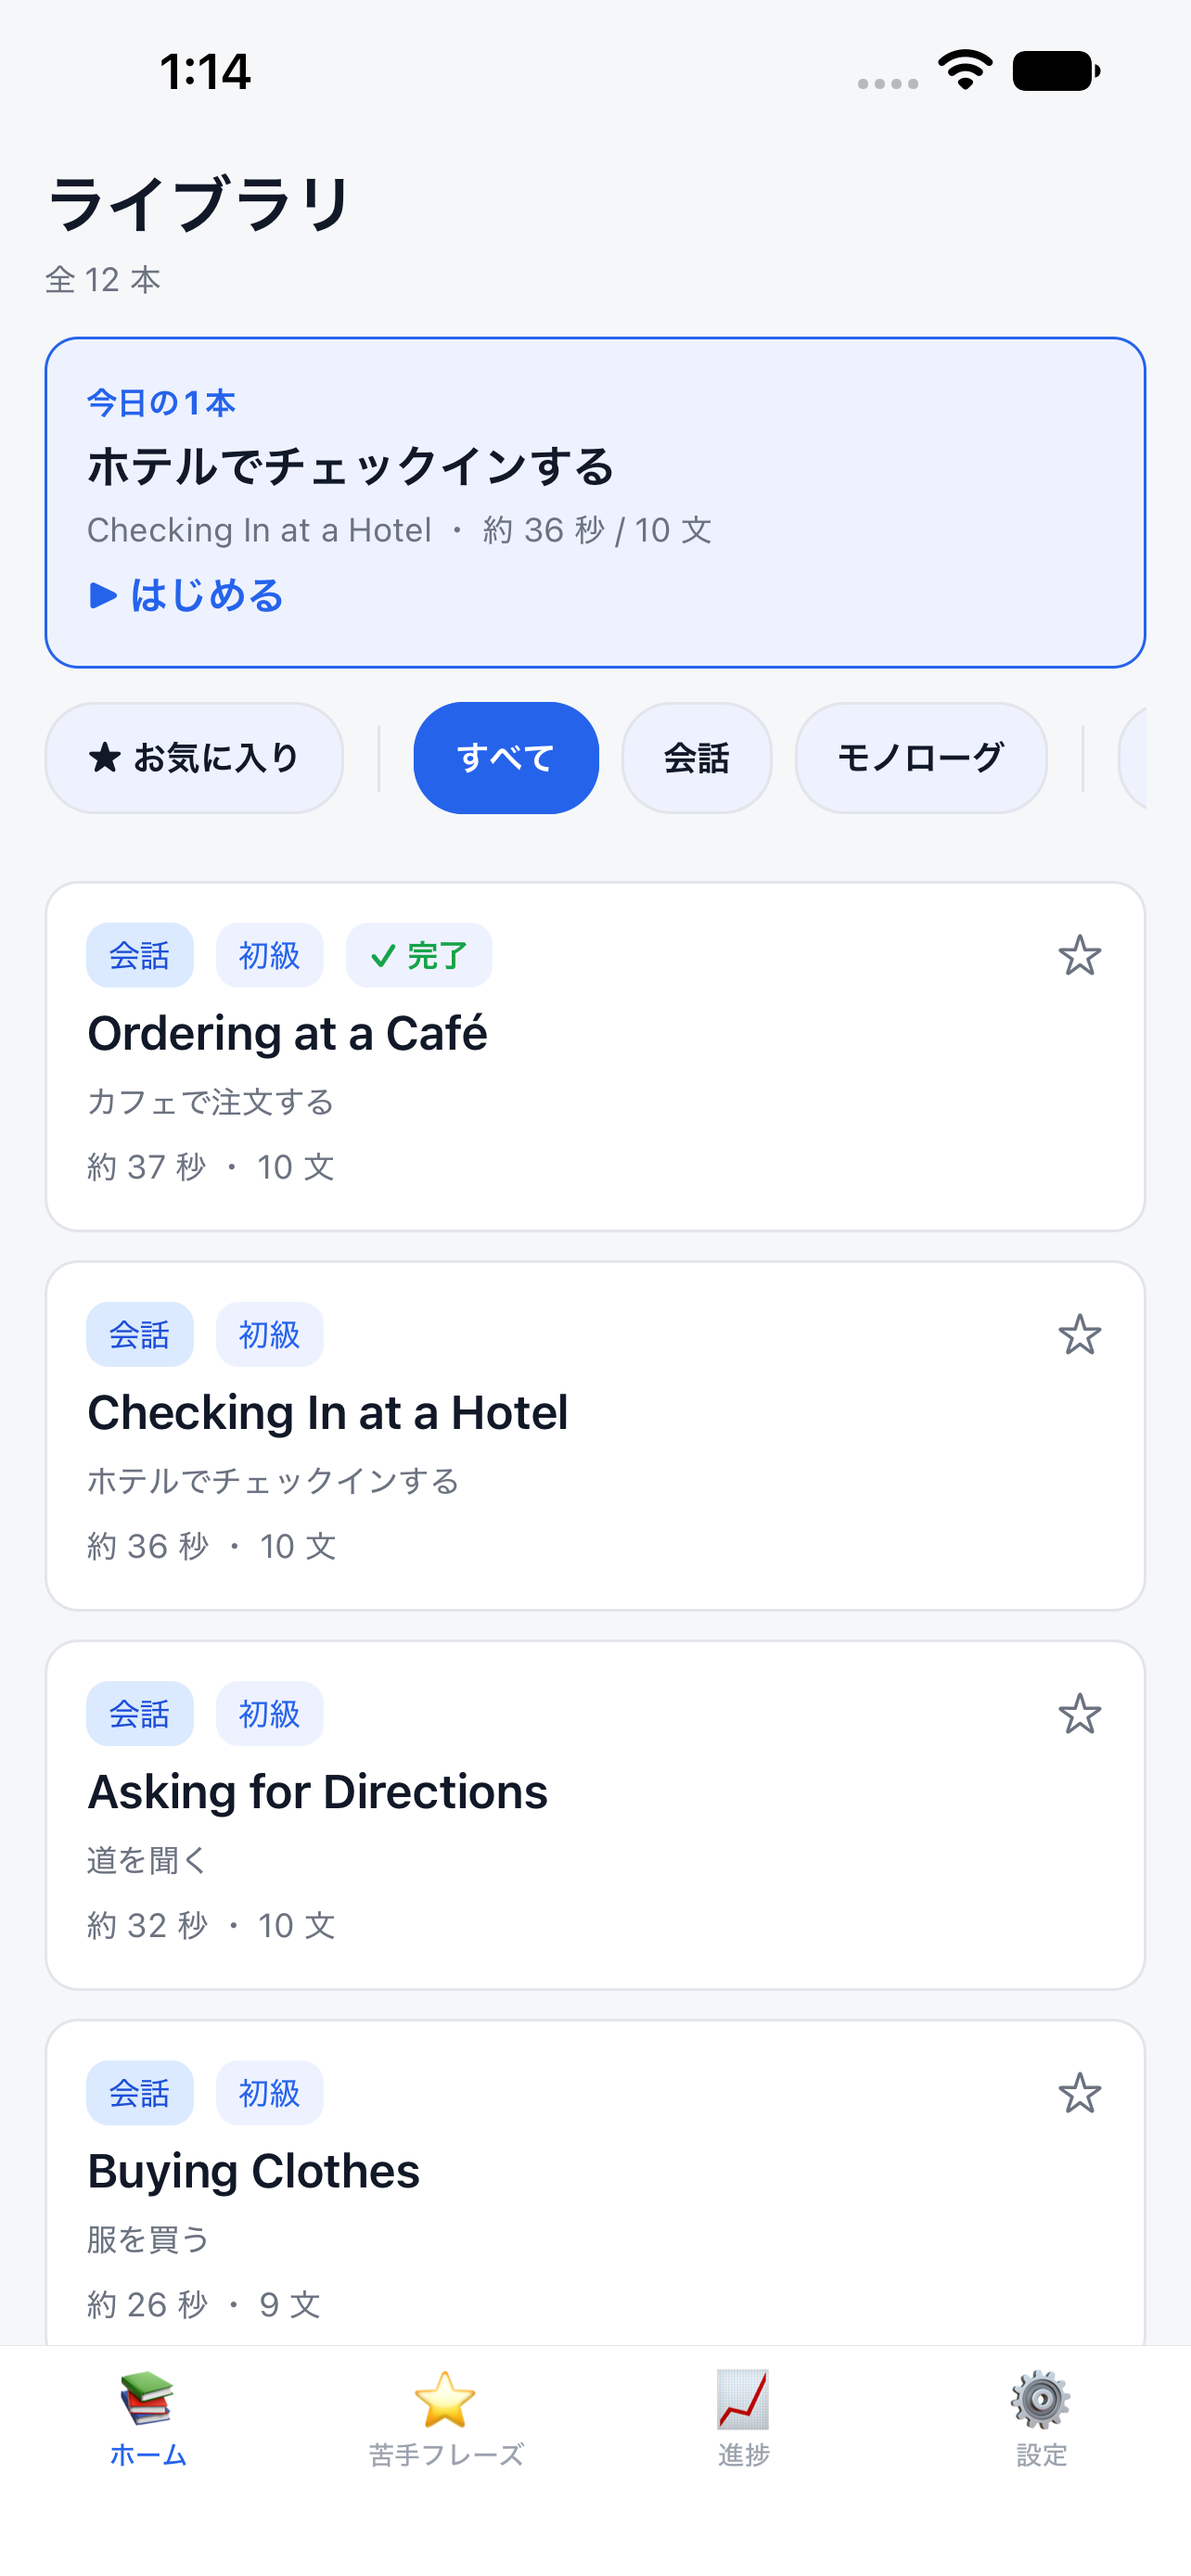 1:14
ライブラリ
全 12 本
今日の1本
ホテルでチェックインする
Checking In at a Hotel ・ 約 36 秒 / 10 文
▶ はじめる
★ お気に入り すべて 会話 モノローグ
会話 初級 ✓ 完了 ☆
Ordering at a Café
カフェで注文する
約 37 秒 ・ 10 文
会話 初級 ☆
Checking In at a Hotel
ホテルでチェックインする
約 36 秒 ・ 10 文
会話 初級 ☆
Asking for Directions
道を聞く
約 32 秒 ・ 10 文
会話 初級 ☆
Buying Clothes
服を買う
約 26 秒 ・ 9 文
ホーム 苦手フレーズ 進捗 設定